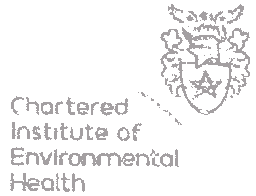 Chartered
Institute of
Environmental
Health